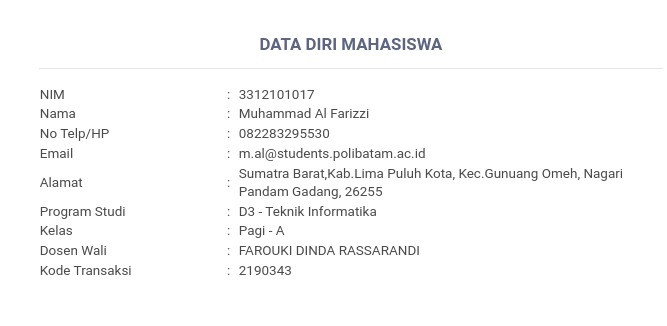 DATA DIRI MAHASISWA
NIM : 3312101017
Nama : Muhammad Al Farizzi
No Telp/HP : 082283295530
Email : m.al@students.polibatam.ac.id
Alamat : Sumatra Barat,Kab.Lima Puluh Kota, Kec.Gunuang Omeh, Nagari
Pandam Gadang, 26255
Program Studi : D3 - Teknik Informatika
Kelas : Pagi - A
Dosen Wali : FAROUKI DINDA RASSARANDI
Kode Transaksi : 2190343